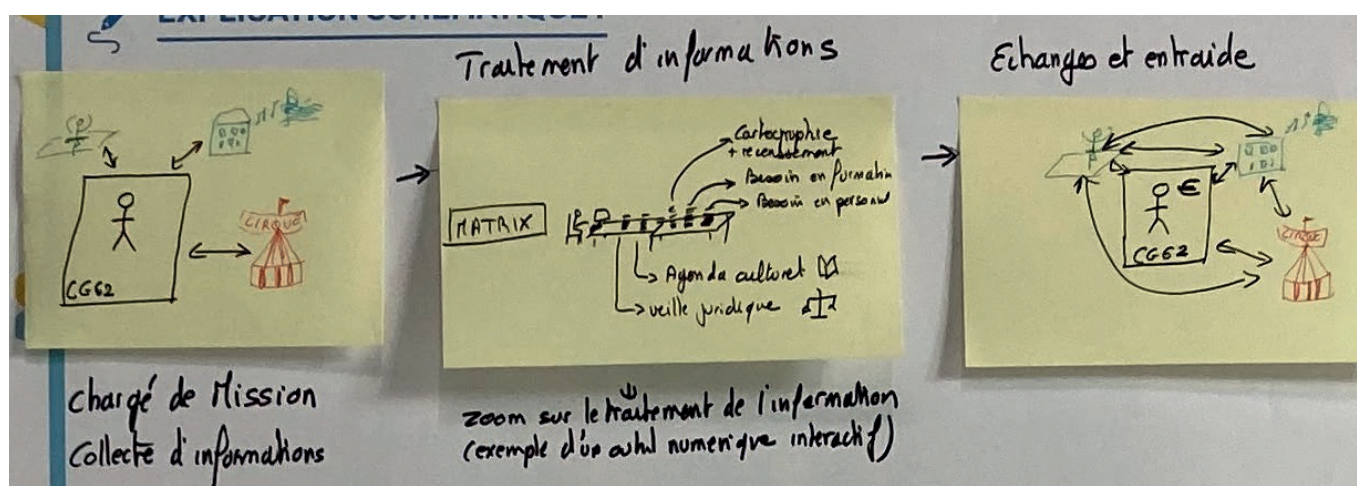 EXPLICATION SCHÉMATIQUE :
Traitement d'informations
Echanges et entraide
CG62
CIRQUE
MATRIX
Cartographie
+ recensement
Besoin en formation
Besoin en personnel
Agenda culturel
veille juridique
€
CG62
CIRQUE
chargé de Mission
Collecte d'informations
zoom sur le traitement de l'information
(exemple d'un outil numérique interactif)